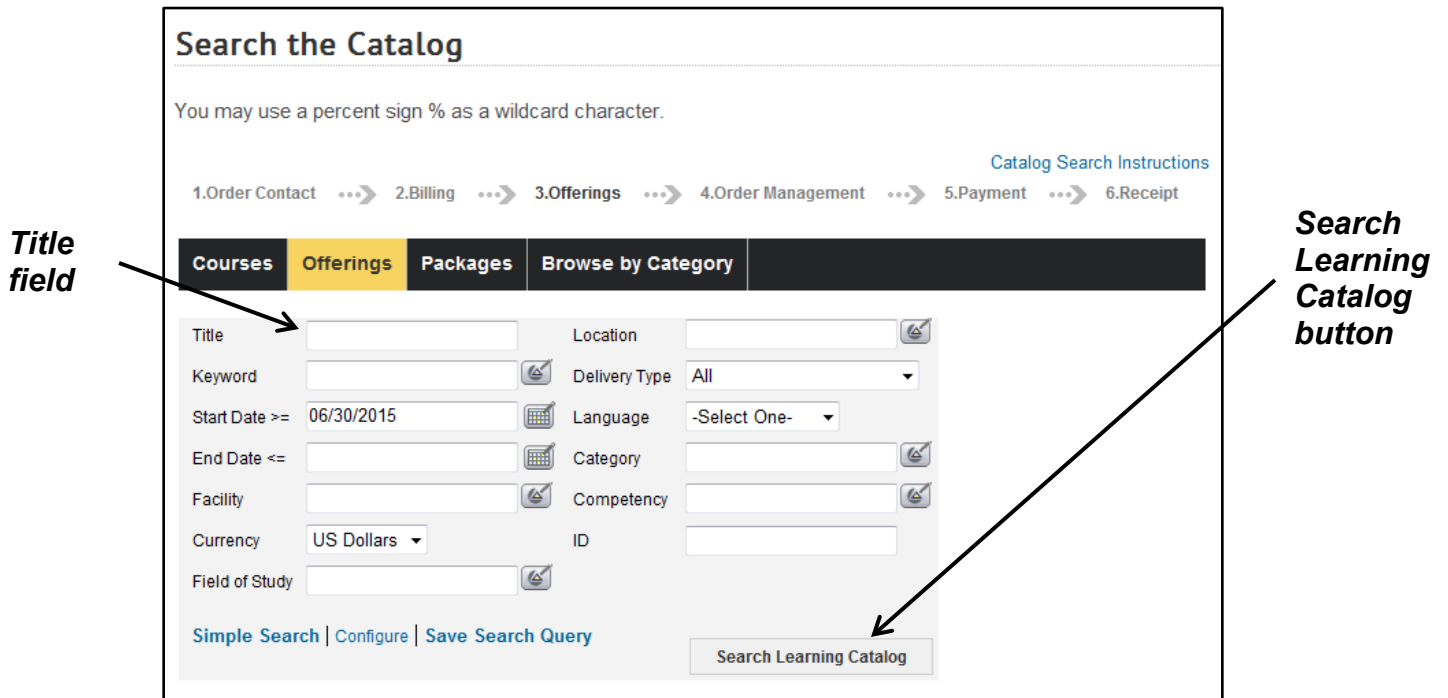 Search the Catalog
You may use a percent sign % as a wildcard character.
Catalog Search Instructions
1.Order Contact 2.Billing 3.Offerings 4.Order Management 5.Payment 6.Receipt
Title
field
Search
Learning
Catalog
button
Courses Offerings Packages Browse by Category
Title Location
Keyword Delivery Type All
Start Date >= 06/30/2015 Language -Select One-
End Date <= Category
Facility Competency
Currency US Dollars ID
Field of Study
Simple Search | Configure | Save Search Query
Search Learning Catalog